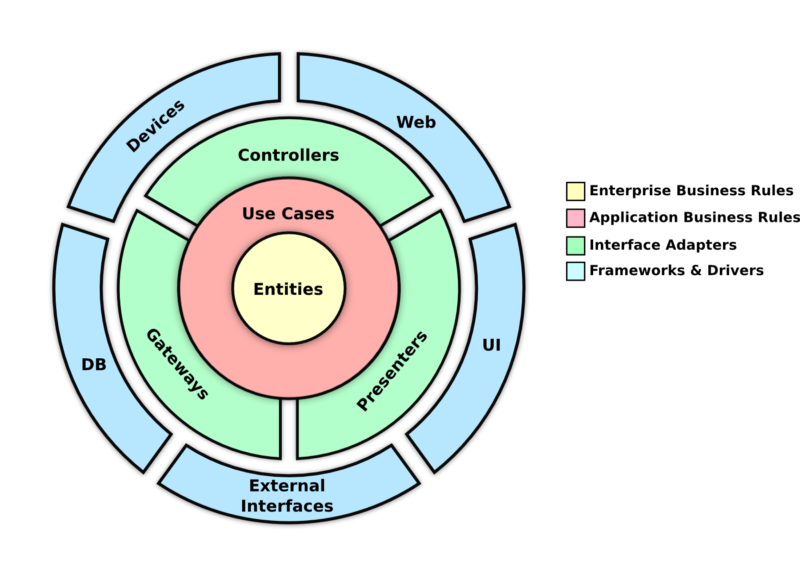 Devices
Web
Controllers
Use Cases
Entities
Gateways
Presenters
DB
UI
External
Interfaces
Enterprise Business Rules
Application Business Rules
Interface Adapters
Frameworks & Drivers